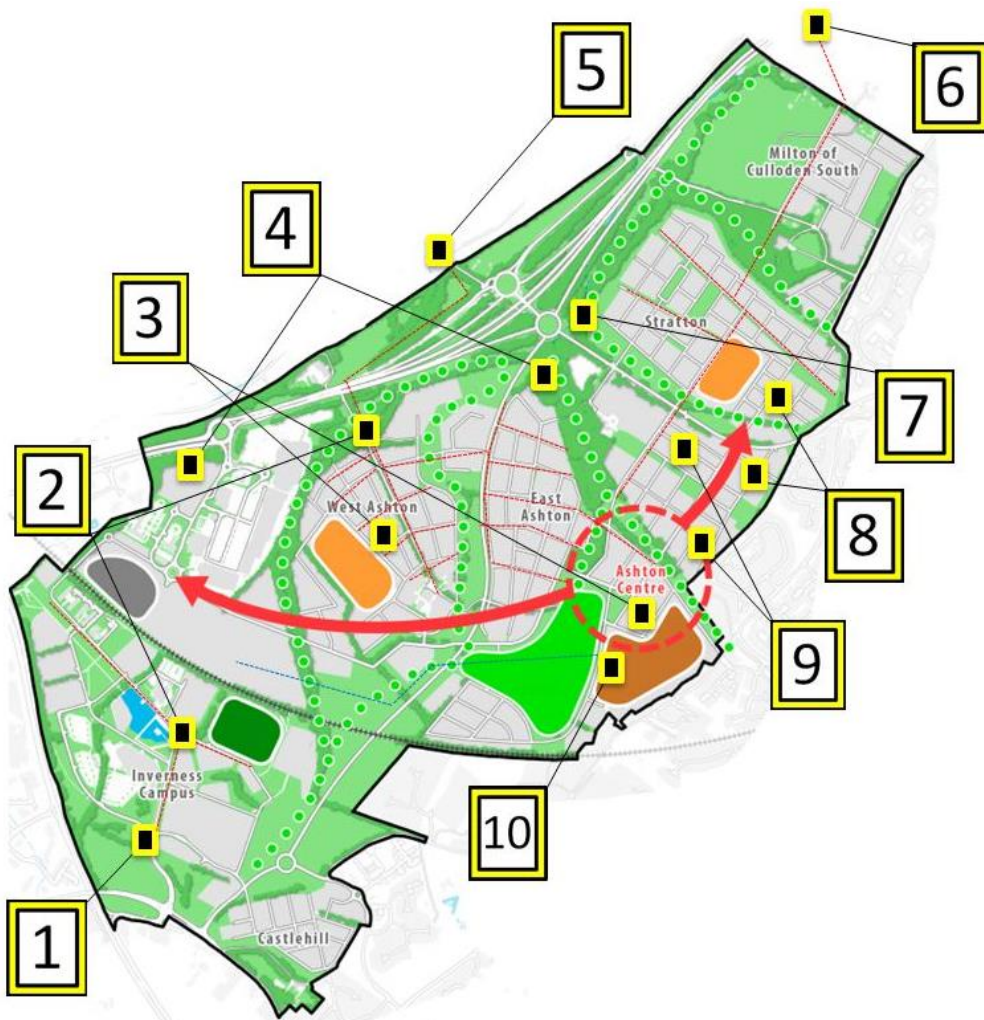 6
5
Milton of
Culloden South
4
3
Stratton
7
2
West Ashton
East
Ashton
8
Ashton
Centre
9
Inverness
Campus
10
1
Castlehill